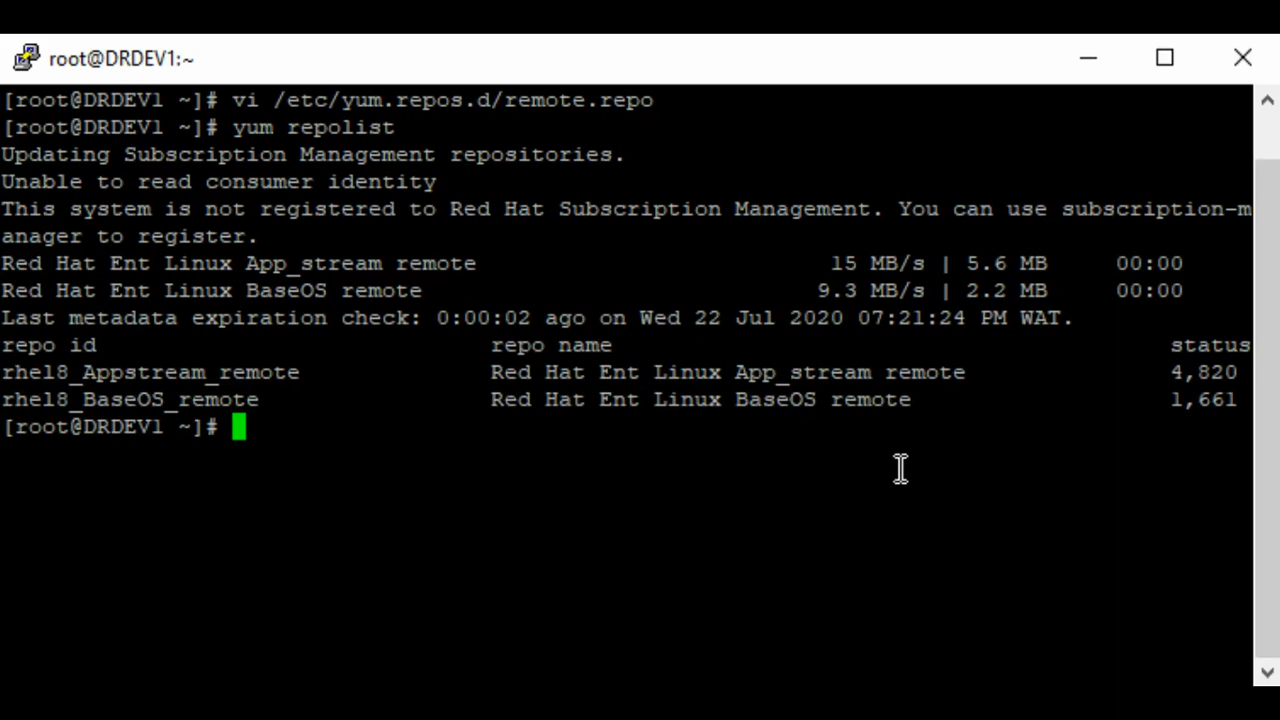 root@DRDEV1:~
[root@DRDEV1 ~]# vi /etc/yum.repos.d/remote.repo
[root@DRDEV1 ~]# yum repolist
Updating Subscription Management repositories.
Unable to read consumer identity
This system is not registered to Red Hat Subscription Management. You can use subscription-m
anager to register.
Red Hat Ent Linux App_stream remote 15 MB/s | 5.6 MB 00:00
Red Hat Ent Linux BaseOS remote 9.3 MB/s | 2.2 MB 00:00
Last metadata expiration check: 0:00:02 ago on Wed 22 Jul 2020 07:21:24 PM WAT.
repo id repo name status
rhel8_Appstream_remote Red Hat Ent Linux App_stream remote 4,820
rhel8_BaseOS_remote Red Hat Ent Linux BaseOS remote 1,661
[root@DRDEV1 ~]#